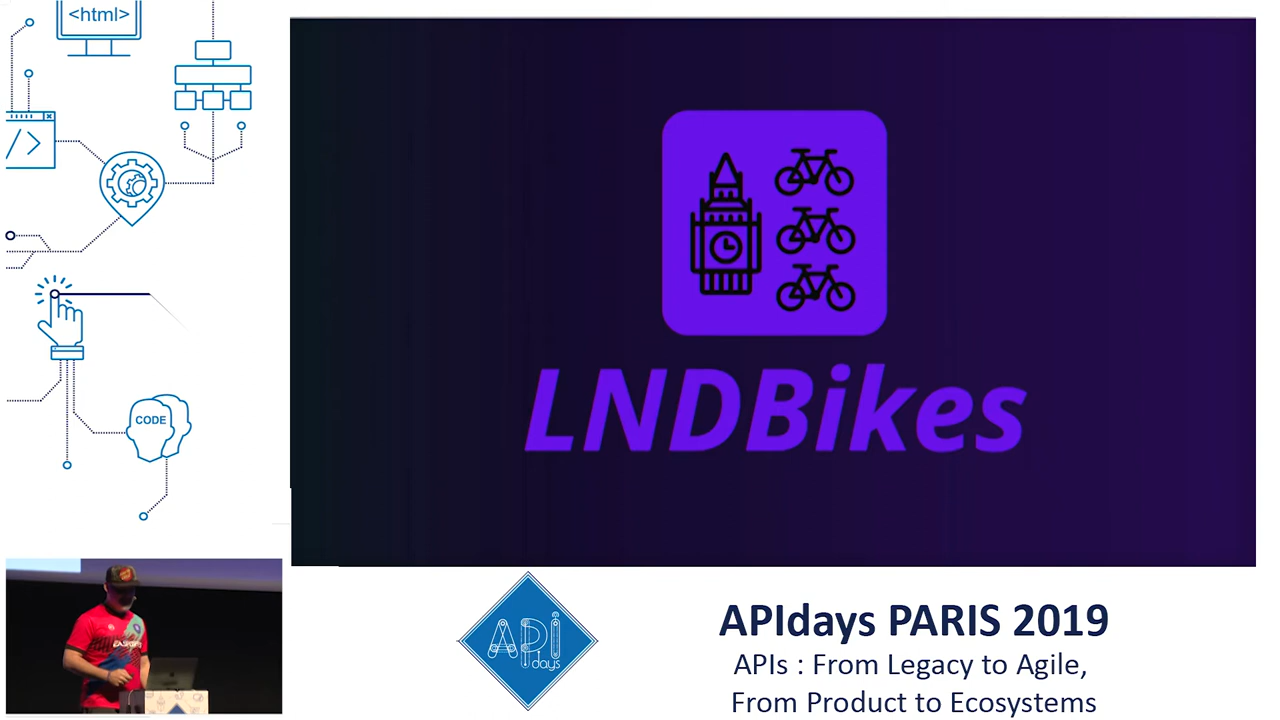 <html>
</>
CODE
LNDBikes
API
days
APIdays PARIS 2019
APIs : From Legacy to Agile,
From Product to Ecosystems